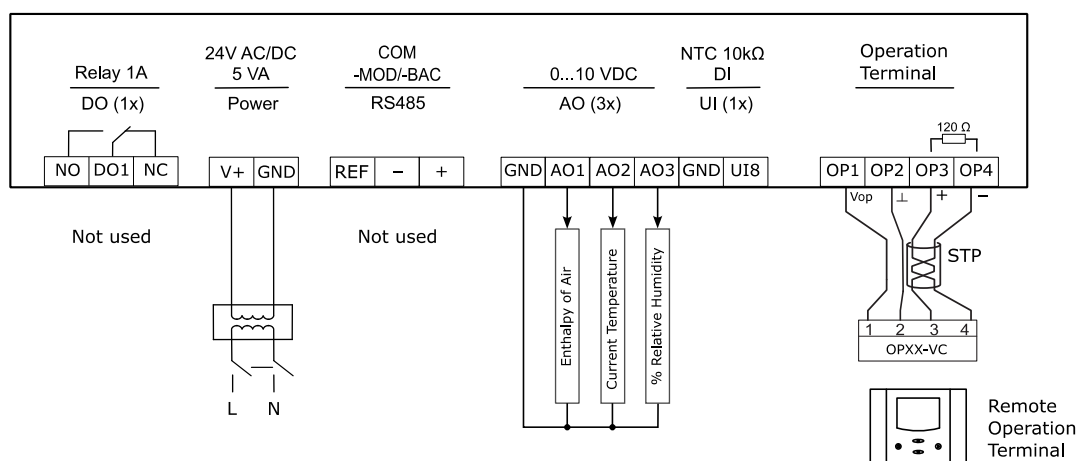 Relay 1A
DO (1x)
24V AC/DC
5 VA
Power
COM
-MOD/-BAC
RS485
0...10 VDC
AO (3x)
NTC 10kΩ
DI
UI (1x)
Operation
Terminal
120 Ω
NO DO1 NC
V+ GND
REF − +
GND AO1 AO2 AO3 GND UI8
OP1 OP2 OP3 OP4
Vop ⊥ + −
Not used
Not used
STP
Enthalpy of Air
Current Temperature
% Relative Humidity
1 2 3 4
OPXX-VC
L N
Remote
Operation
Terminal